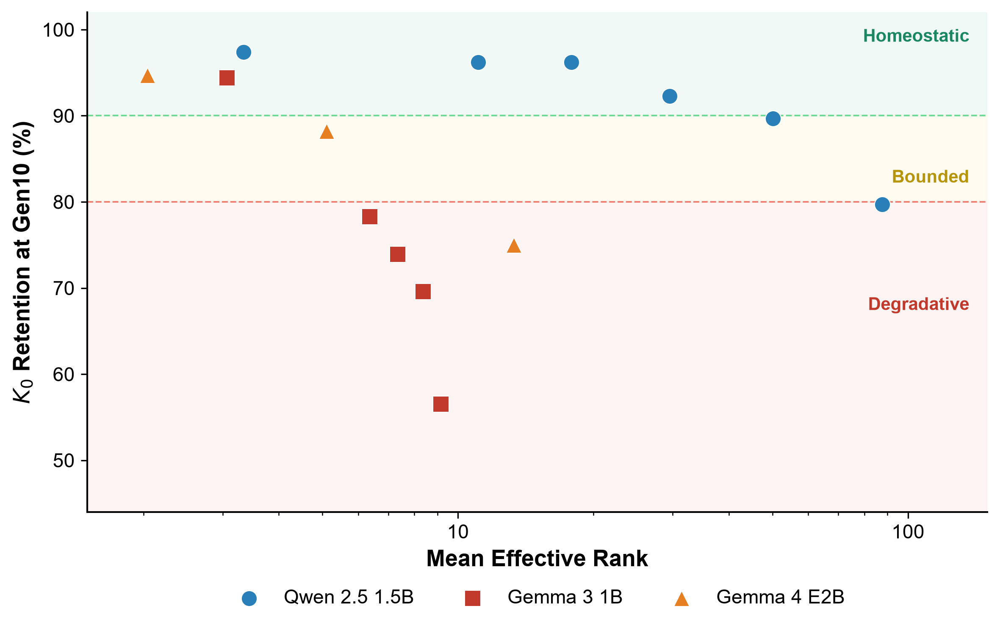 100
90
80
70
60
50
K₀ Retention at Gen10 (%)
Homeostatic
Bounded
Degradative
10
100
Mean Effective Rank
Qwen 2.5 1.5B
Gemma 3 1B
Gemma 4 E2B